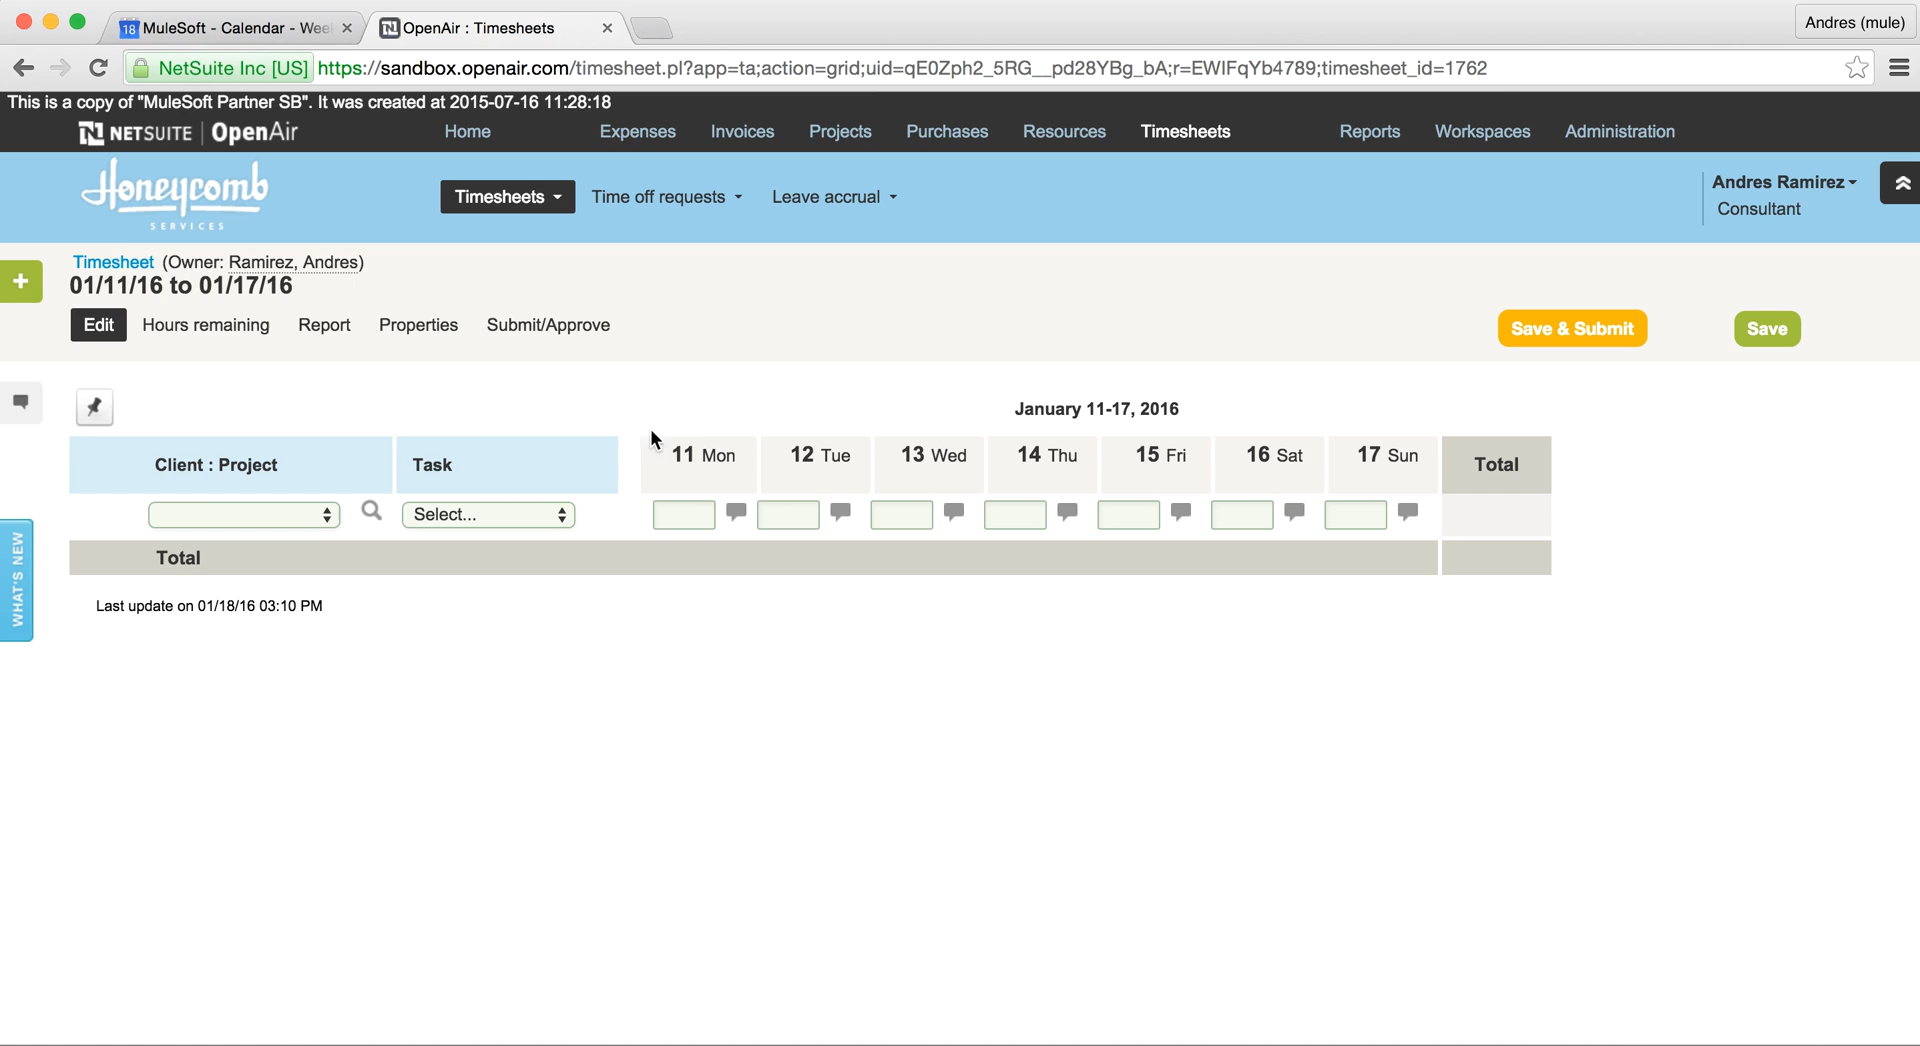 18 MuleSoft - Calendar - Wee
OpenAir : Timesheets
Andres (mule)
NetSuite Inc [US] https://sandbox.openair.com/timesheet.pl?app=ta;action=grid;uid=qE0Zph2_5RG__pd28YBg_bA;r=EWIFqYb4789;timesheet_id=1762
This is a copy of "MuleSoft Partner SB". It was created at 2015-07-16 11:28:18
N NETSUITE | OpenAir
Home Expenses Invoices Projects Purchases Resources Timesheets Reports Workspaces Administration
Honeycomb
SERVICES
Timesheets Time off requests Leave accrual
Andres Ramirez
Consultant
Timesheet (Owner: Ramirez, Andres)
01/11/16 to 01/17/16
Edit Hours remaining Report Properties Submit/Approve
Save & Submit Save
January 11-17, 2016
Client : Project Task 11 Mon 12 Tue 13 Wed 14 Thu 15 Fri 16 Sat 17 Sun Total
Select...
Total
WHAT'S NEW
Last update on 01/18/16 03:10 PM